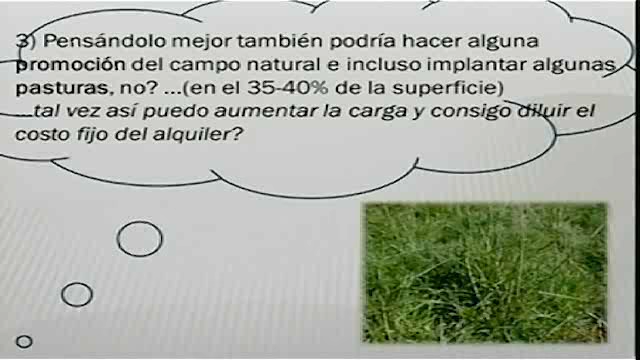 3) Pensándolo mejor también podría hacer alguna
promoción del campo natural e incluso implantar algunas
pasturas, no? ...(en el 35-40% de la superficie)
...tal vez así puedo aumentar la carga y consigo diluir el
costo fijo del alquiler?